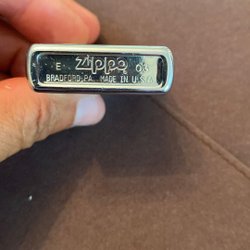 E Zippo 03
BRADFORD, PA. MADE IN U.S.A.